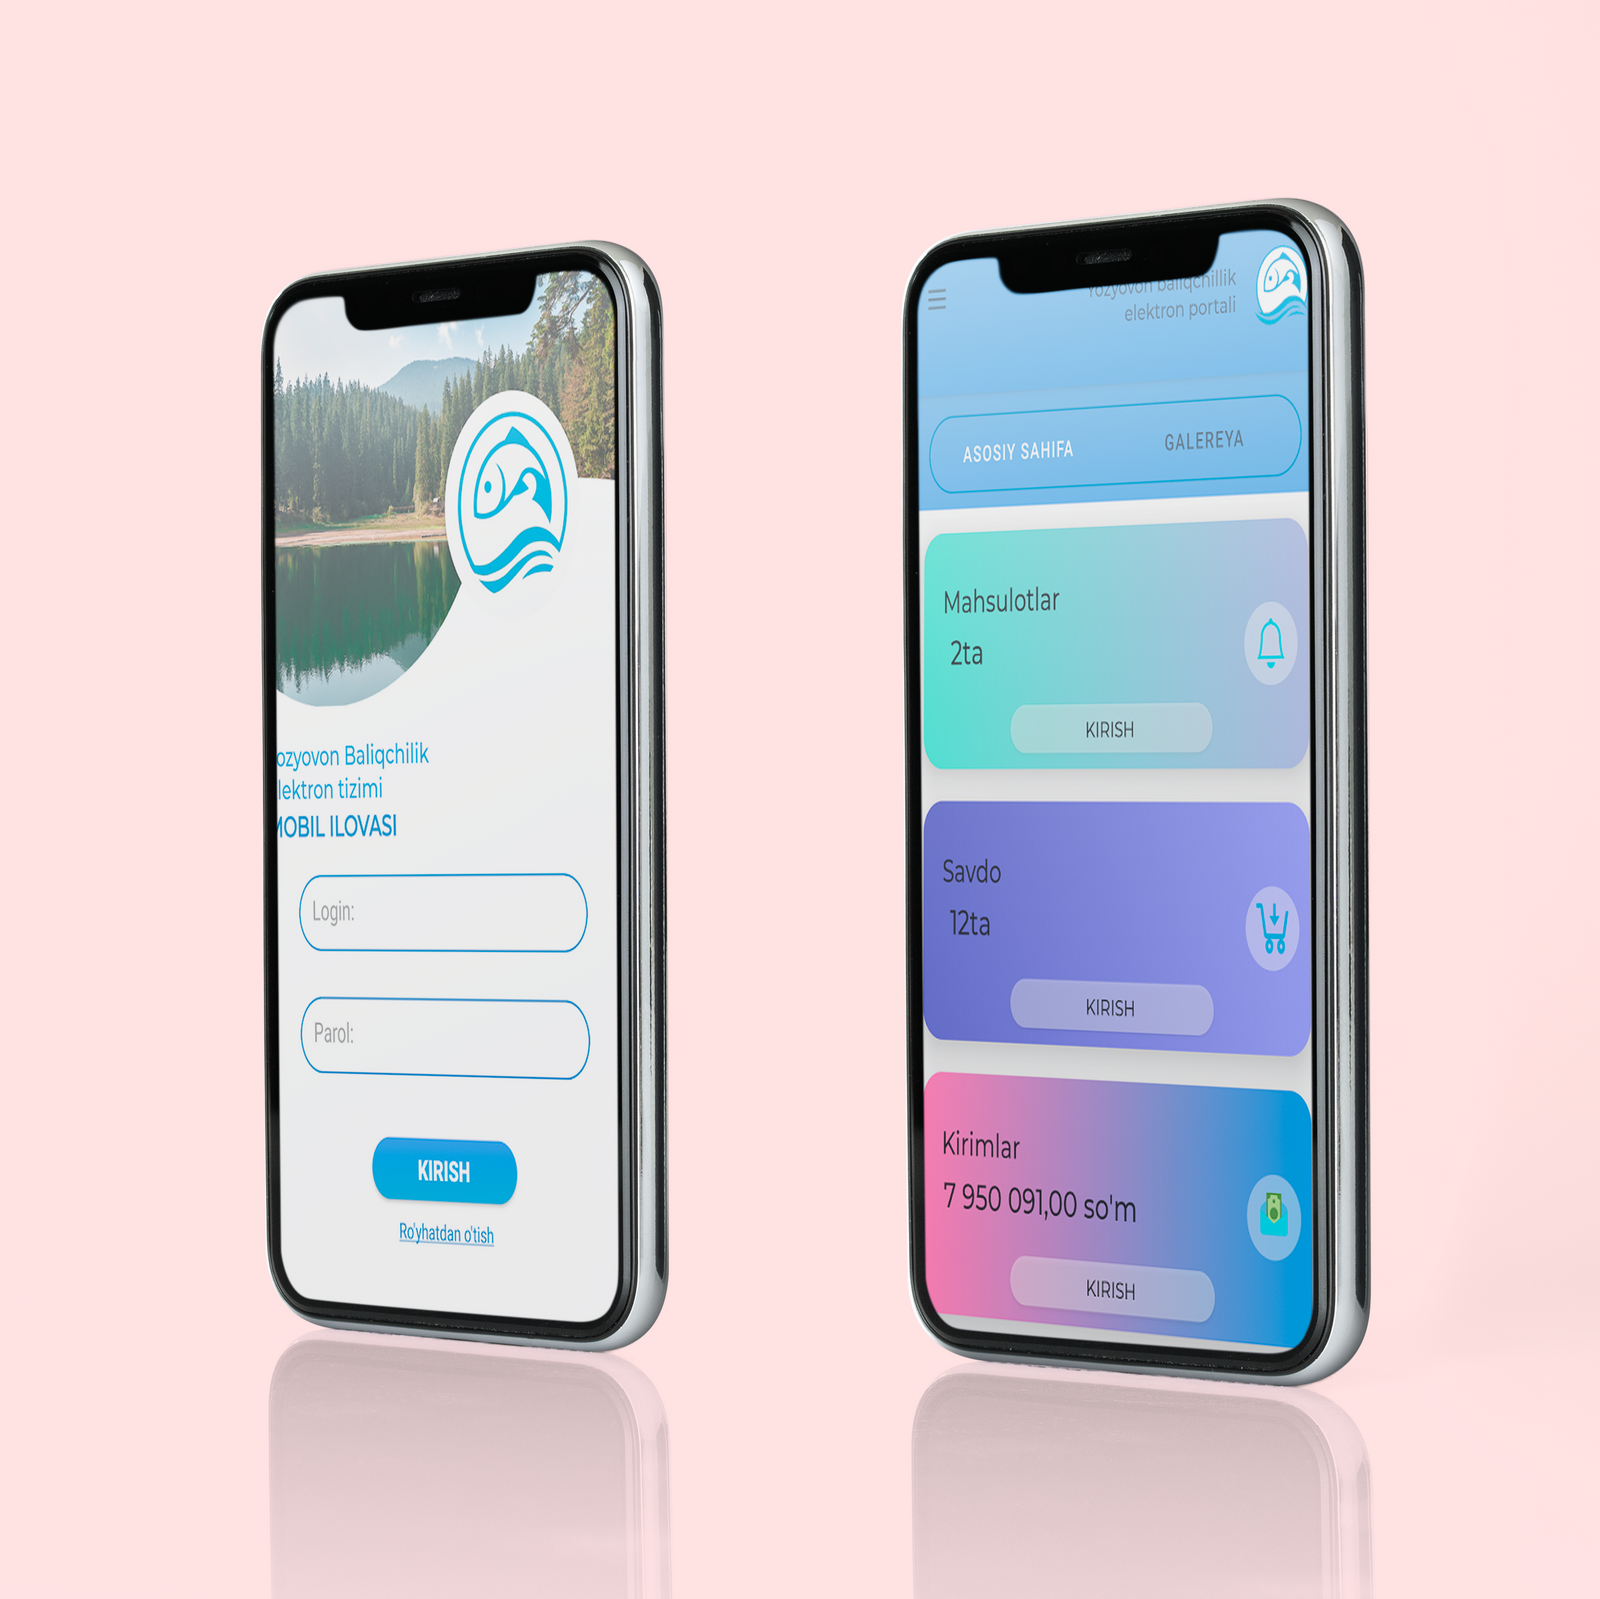 ozyovon Baliqchilik
lektron tizimi
MOBIL ILOVASI
Login:
Parol:
KIRISH
Ro'yhatdan o'tish
Yozyovon baliqchillik
elektron portali
ASOSIY SAHIFA
GALEREYA
Mahsulotlar
2ta
KIRISH
Savdo
12ta
KIRISH
Kirimlar
7 950 091,00 so'm
KIRISH